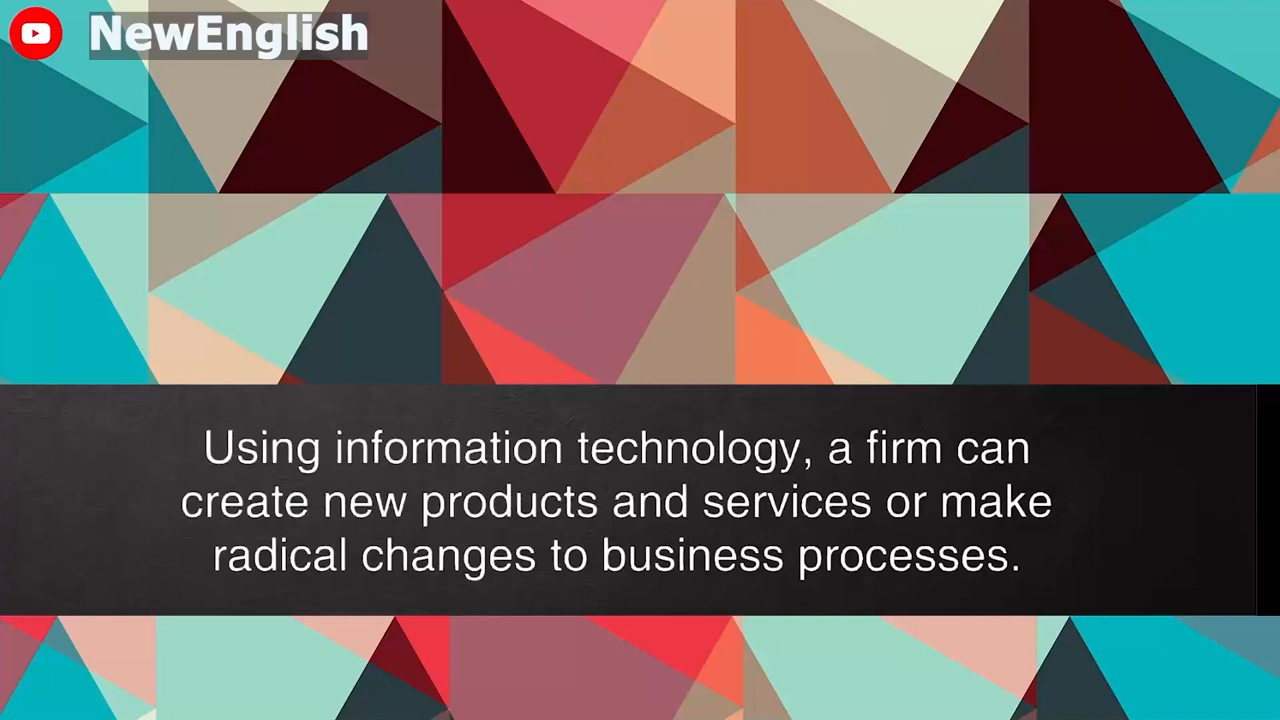 NewEnglish
Using information technology, a firm can
create new products and services or make
radical changes to business processes.